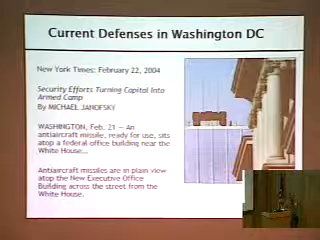 Current Defenses in Washington DC
New York Times: February 22, 2004
Security Efforts Turning Capital Into
Armed Camp
By MICHAEL JANOFSKY
WASHINGTON, Feb. 21 — An
antiaircraft missile, ready for use, sits
atop a federal office building near the
White House...
Antiaircraft missiles are in plain view
atop the New Executive Office
Building across the street from the
White House.